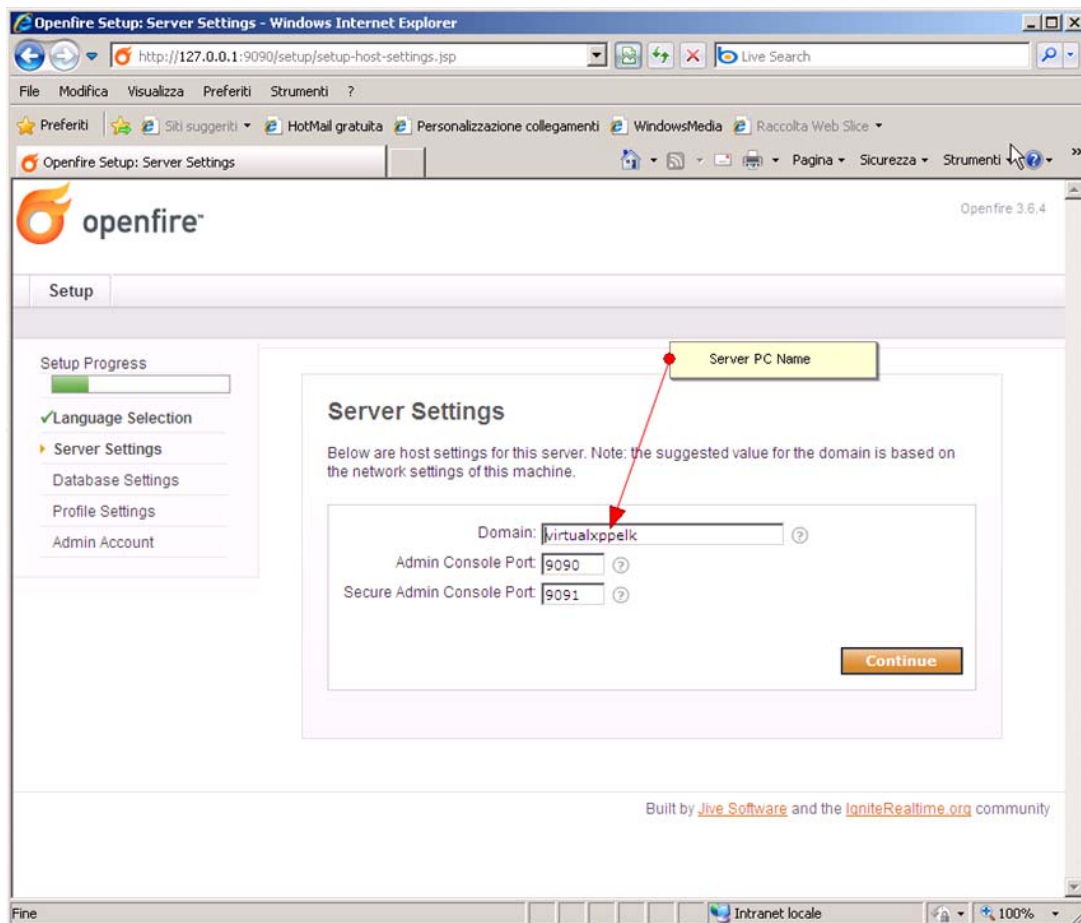 Openfire Setup: Server Settings - Windows Internet Explorer
http://127.0.0.1:9090/setup/setup-host-settings.jsp
Live Search
File Modifica Visualizza Preferiti Strumenti ?
Preferiti Siti suggeriti HotMail gratuita Personalizzazione collegamenti WindowsMedia Raccolta Web Slice
Openfire Setup: Server Settings
Pagina Sicurezza Strumenti »
openfire™
Openfire 3.6.4
Setup
Setup Progress
Language Selection
Server Settings
Database Settings
Profile Settings
Admin Account
Server PC Name
Server Settings
Below are host settings for this server. Note: the suggested value for the domain is based on
the network settings of this machine.
Domain: virtualxppelk
Admin Console Port: 9090
Secure Admin Console Port: 9091
Continue
Built by Jive Software and the IgniteRealtime.org community
Fine
Intranet locale
100%